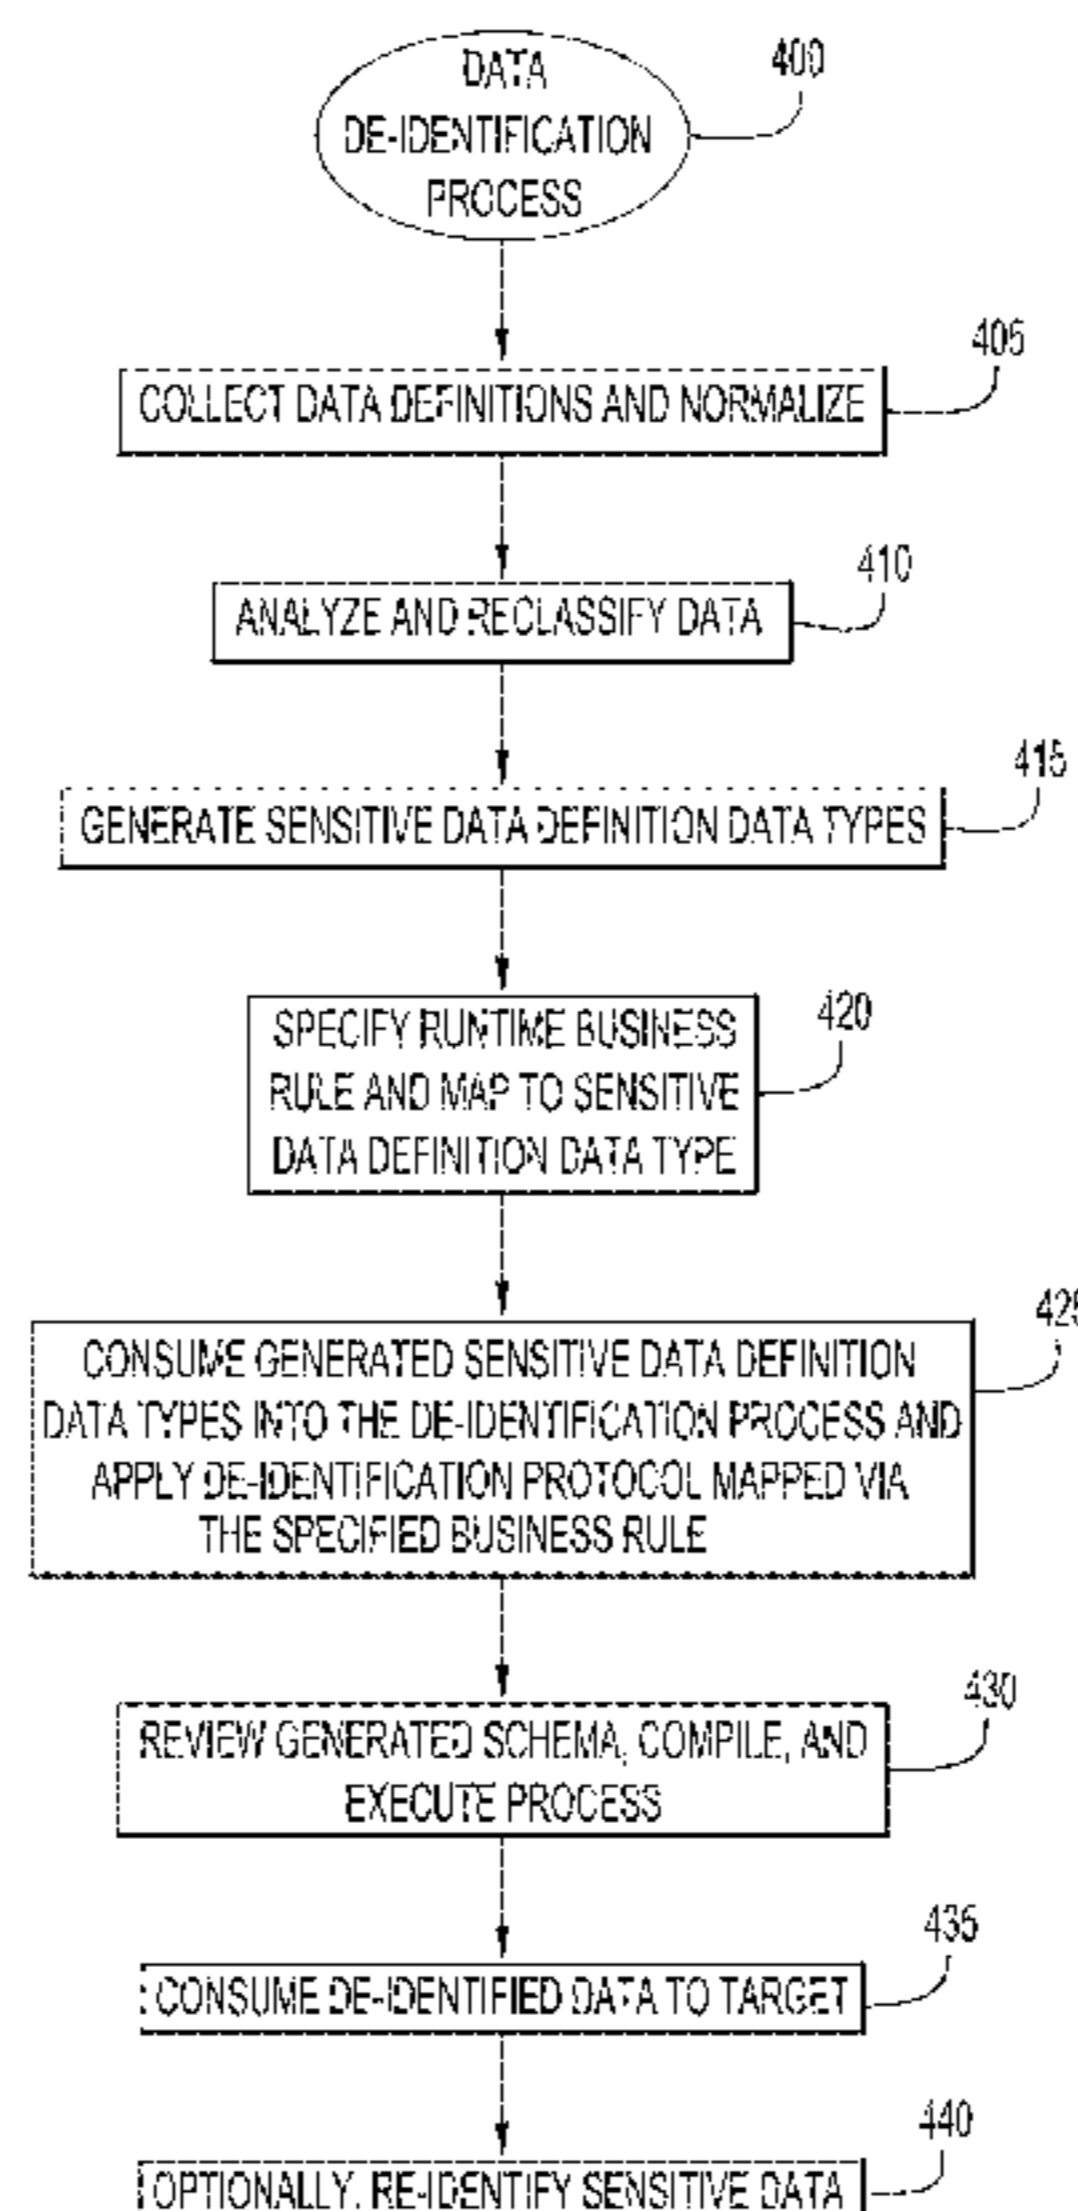 DATA
DE-IDENTIFICATION
PROCESS
400
COLLECT DATA DEFINITIONS AND NORMALIZE
405
ANALYZE AND RECLASSIFY DATA
410
GENERATE SENSITIVE DATA DEFINITION DATA TYPES
415
SPECIFY RUNTIME BUSINESS
RULE AND MAP TO SENSITIVE
DATA DEFINITION DATA TYPE
420
CONSUME GENERATED SENSITIVE DATA DEFINITION
DATA TYPES INTO THE DE-IDENTIFICATION PROCESS AND
APPLY DE-IDENTIFICATION PROTOCOL MAPPED VIA
THE SPECIFIED BUSINESS RULE
425
REVIEW GENERATED SCHEMA, COMPILE, AND
EXECUTE PROCESS
430
CONSUME DE-IDENTIFIED DATA TO TARGET
435
OPTIONALLY, RE-IDENTIFY SENSITIVE DATA
440